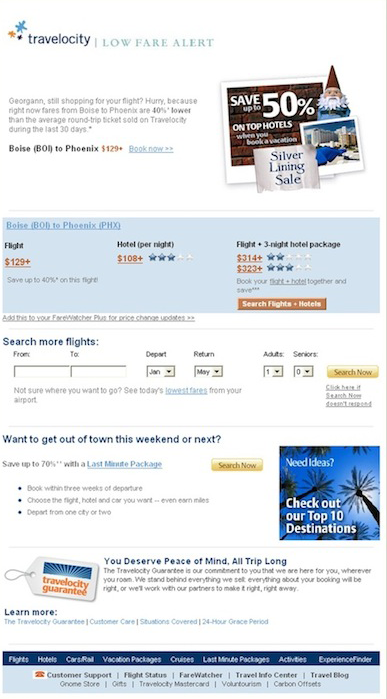 travelocity | LOW FARE ALERT
Georgann, still shopping for your flight? Hurry, because
right now fares from Boise to Phoenix are 40%* lower
than the average round-trip ticket sold on Travelocity
during the last 30 days.*
Boise (BOI) to Phoenix $129+ Book now >>
SAVE up to 50%
ON TOP HOTELS
when you
book a vacation
Silver
Lining
Sale
Boise (BOI) to Phoenix (PHX)
Flight
$129+
Save up to 40%* on this flight!
Hotel (per night)
$108+
Flight + 3-night hotel package
$314+
$323+
Book your flight + hotel together and
save***
Search Flights + Hotels
Add this to your FareWatcher Plus for price change updates >>
Search more flights:
From: To: Depart Return Adults: Seniors:
Jan May 1 0 Search Now
Not sure where you want to go? See today's lowest fares from your
airport.
Click here if
Search Now
doesn't respond
Want to get out of town this weekend or next?
Save up to 70%** with a Last Minute Package Search Now
Book within three weeks of departure
Choose the flight, hotel and car you want -- even earn miles
Depart from one city or two
Need Ideas?
Check out
our Top 10
Destinations
travelocity
guarantee
You Deserve Peace of Mind, All Trip Long
The Travelocity Guarantee is our commitment to you that we are here for you, wherever
you roam. We stand behind everything we sell: everything about your booking will be
right, or we'll work with our partners to make it right, right away.
Learn more:
The Travelocity Guarantee | Customer Care | Situations Covered | 24-Hour Grace Period
Flights Hotels Cars/Rail Vacation Packages Cruises Last Minute Packages Activities ExperienceFinder
Customer Support | Flight Status | FareWatcher | Travel Info Center | Travel Blog
Gnome Store | Gifts | Travelocity Mastercard | Voluntourism | Carbon Offsets